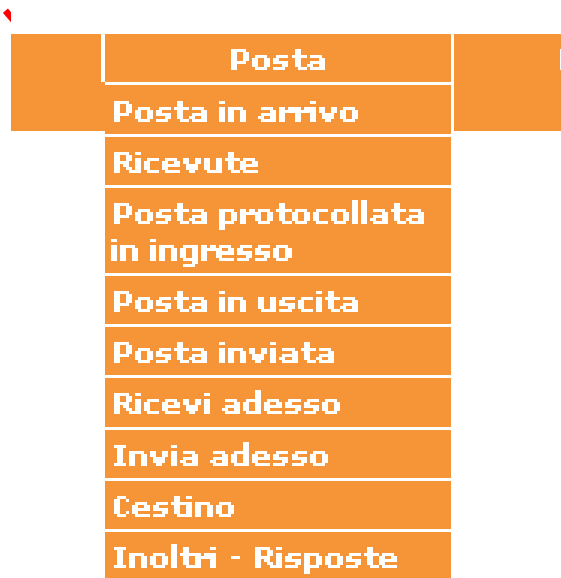 Posta
Posta in arrivo
Ricevute
Posta protocollata
in ingresso
Posta in uscita
Posta inviata
Ricevi adesso
Invia adesso
Cestino
Inoltri - Risposte